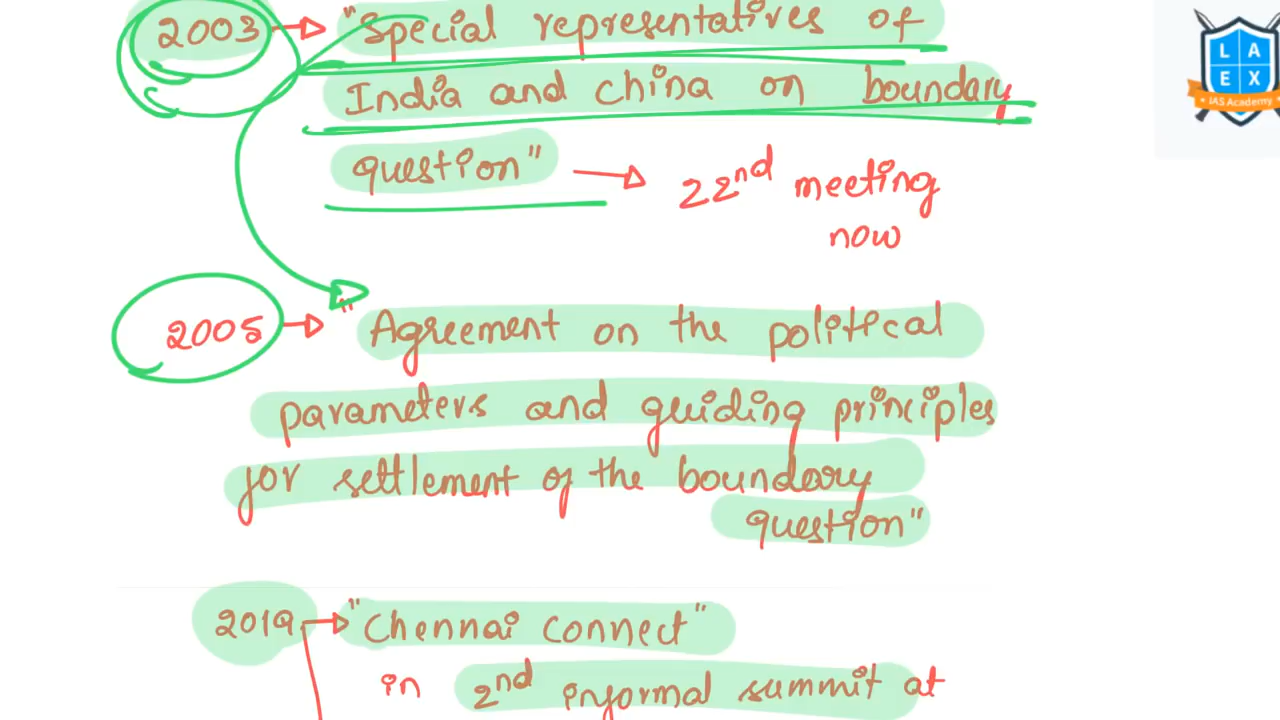 2003 → "Special representatives of
India and china on boundary
question" → 22nd meeting
now
2005 → "Agreement on the political
parameters and guiding principles
for settlement of the boundary
question"
2019 → "Chennai connect"
in 2nd informal summit at
L A
E X
IAS Academy